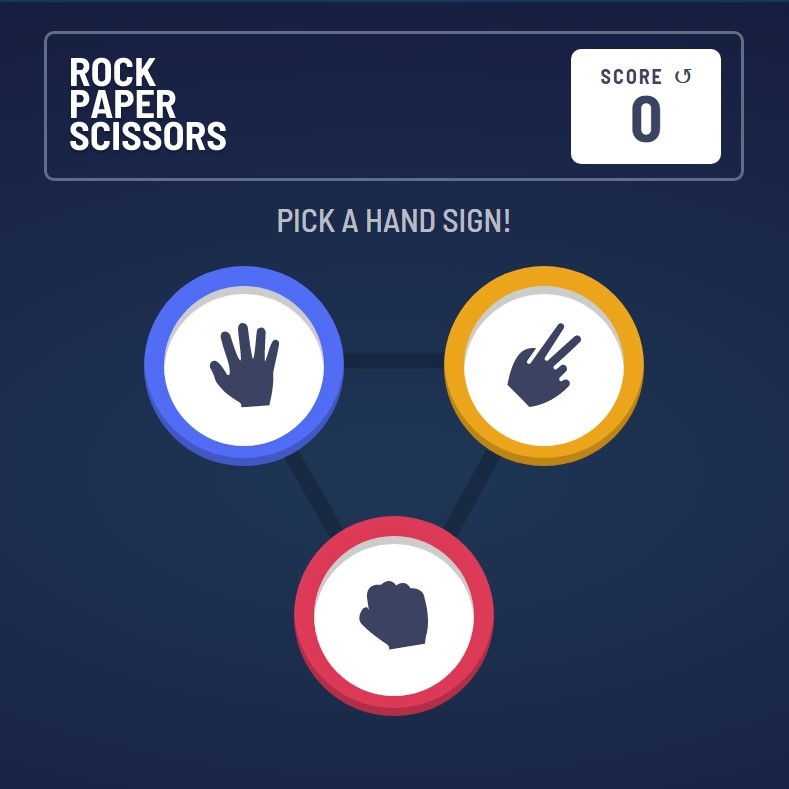 ROCK
PAPER
SCISSORS
SCORE ↺
0
PICK A HAND SIGN!